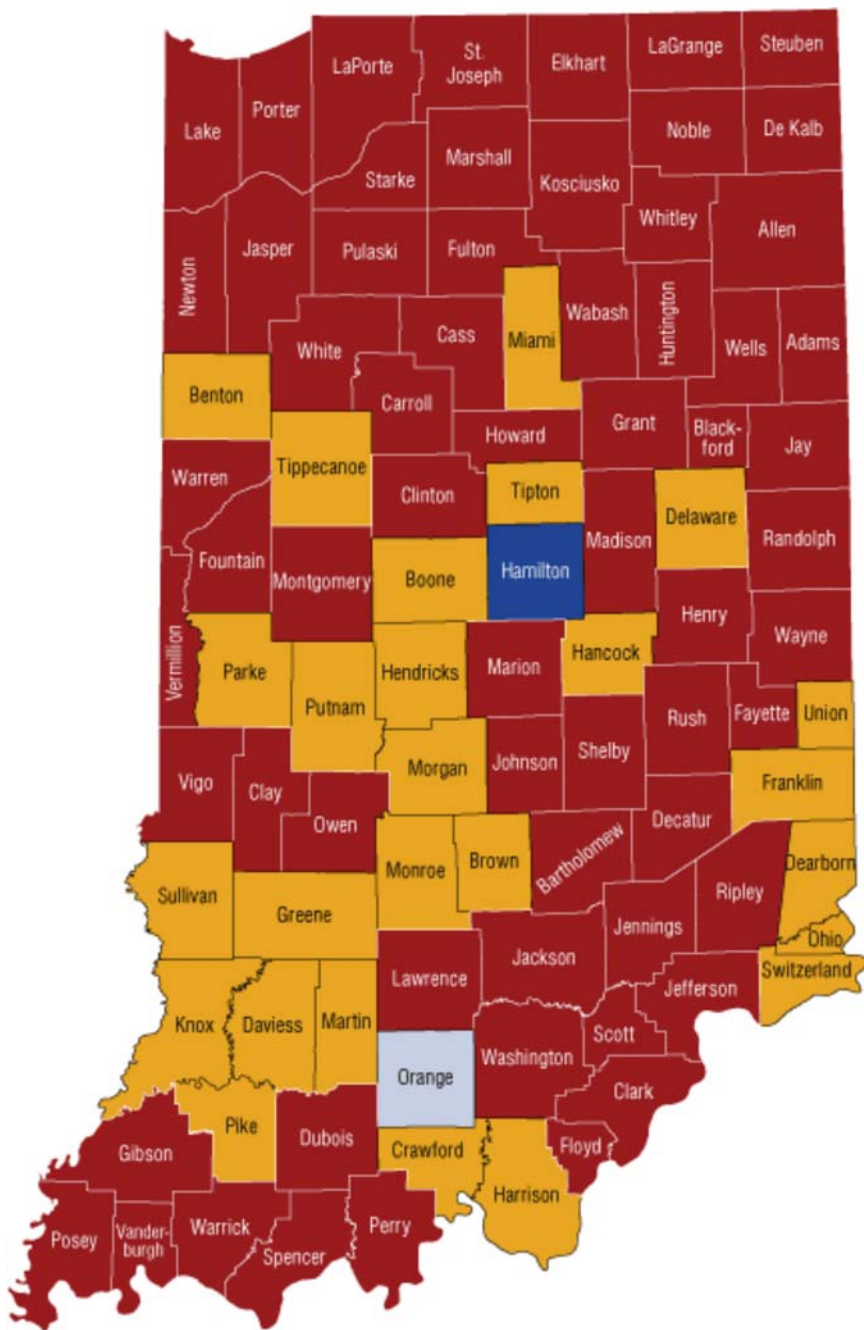 St.
Joseph
Elkhart
LaGrange
Steuben
LaPorte
Porter
Lake
Noble
De Kalb
Marshall
Starke
Kosciusko
Whitley
Allen
Jasper
Pulaski
Fulton
Newton
Wabash
Huntington
Miami
Cass
White
Wells
Adams
Benton
Carroll
Howard
Grant
Black-
ford
Jay
Tippecanoe
Warren
Clinton
Tipton
Delaware
Randolph
Madison
Fountain
Montgomery
Boone
Hamilton
Henry
Wayne
Vermillion
Parke
Hendricks
Marion
Hancock
Putnam
Rush
Fayette
Union
Morgan
Johnson
Shelby
Franklin
Vigo
Clay
Owen
Decatur
Bartholomew
Monroe
Brown
Dearborn
Ripley
Sullivan
Greene
Jennings
Ohio
Lawrence
Jackson
Switzerland
Jefferson
Knox
Daviess
Martin
Scott
Washington
Orange
Clark
Pike
Dubois
Crawford
Floyd
Gibson
Harrison
Posey
Vander-
burgh
Warrick
Spencer
Perry